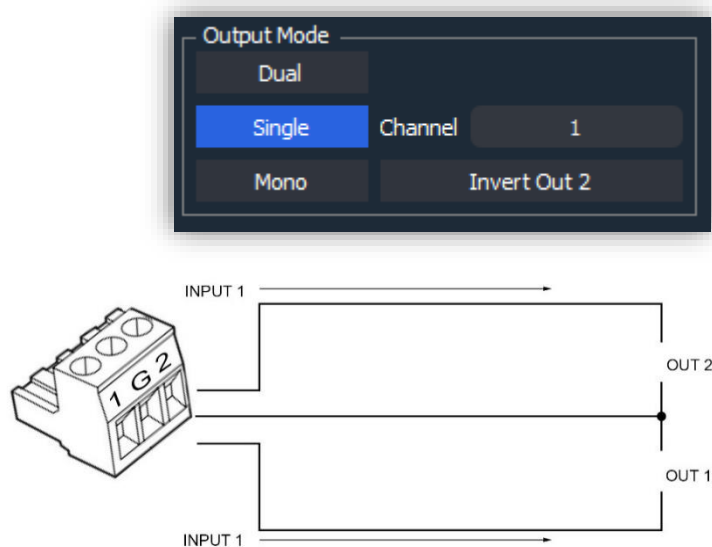 Output Mode
Dual
Single Channel 1
Mono Invert Out 2
INPUT 1
1 G 2
OUT 2
OUT 1
INPUT 1